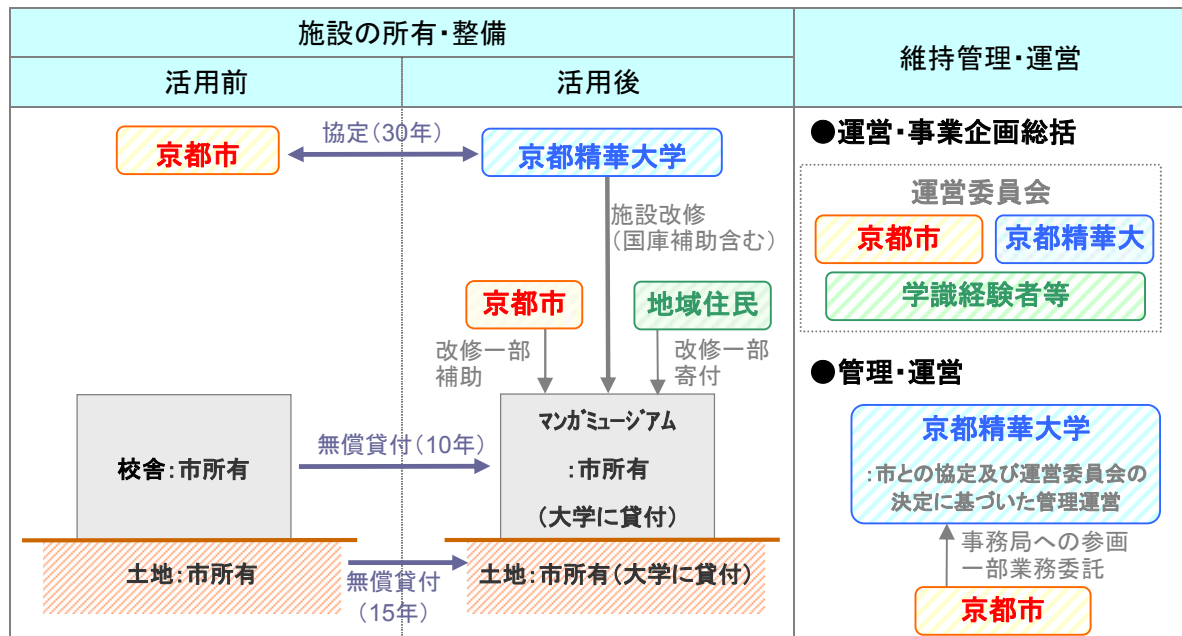 施設の所有・整備
維持管理・運営
活用前
活用後
協定(30年)
京都市
京都精華大学
施設改修
(国庫補助含む)
京都市
地域住民
改修一部
補助
改修一部
寄付
校舎:市所有
無償貸付(10年)
マンガミュージアム
:市所有
(大学に貸付)
土地:市所有
無償貸付
(15年)
土地:市所有(大学に貸付)
●運営・事業企画総括
運営委員会
京都市
京都精華大
学識経験者等
●管理・運営
京都精華大学
:市との協定及び運営委員会の
決定に基づいた管理運営
事務局への参画
一部業務委託
京都市